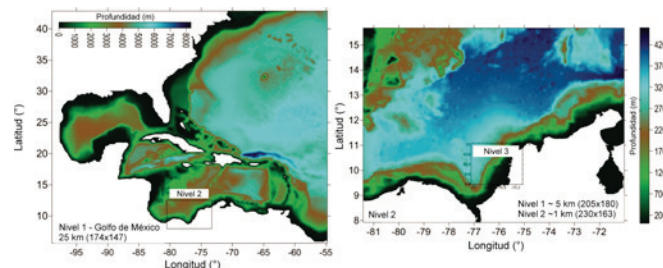 Profundidad (m)
0
1000
2000
3000
4000
5000
6000
7000
8000
Latitud (°)
40
35
30
25
20
15
10
Nivel 2
Nivel 1 - Golfo de México
25 km (174x147)
-95 -90 -85 -80 -75 -70 -65 -60 -55
Longitud (°)
Latitud (°)
15
14
13
12
11
10
9
8
Nivel 3
Nivel 2
Nivel 1 ~ 5 km (205x180)
Nivel 2 ~1 km (230x163)
-81 -80 -79 -78 -77 -76 -75 -74 -73 -72
Longitud (°)
Profundidad (m)